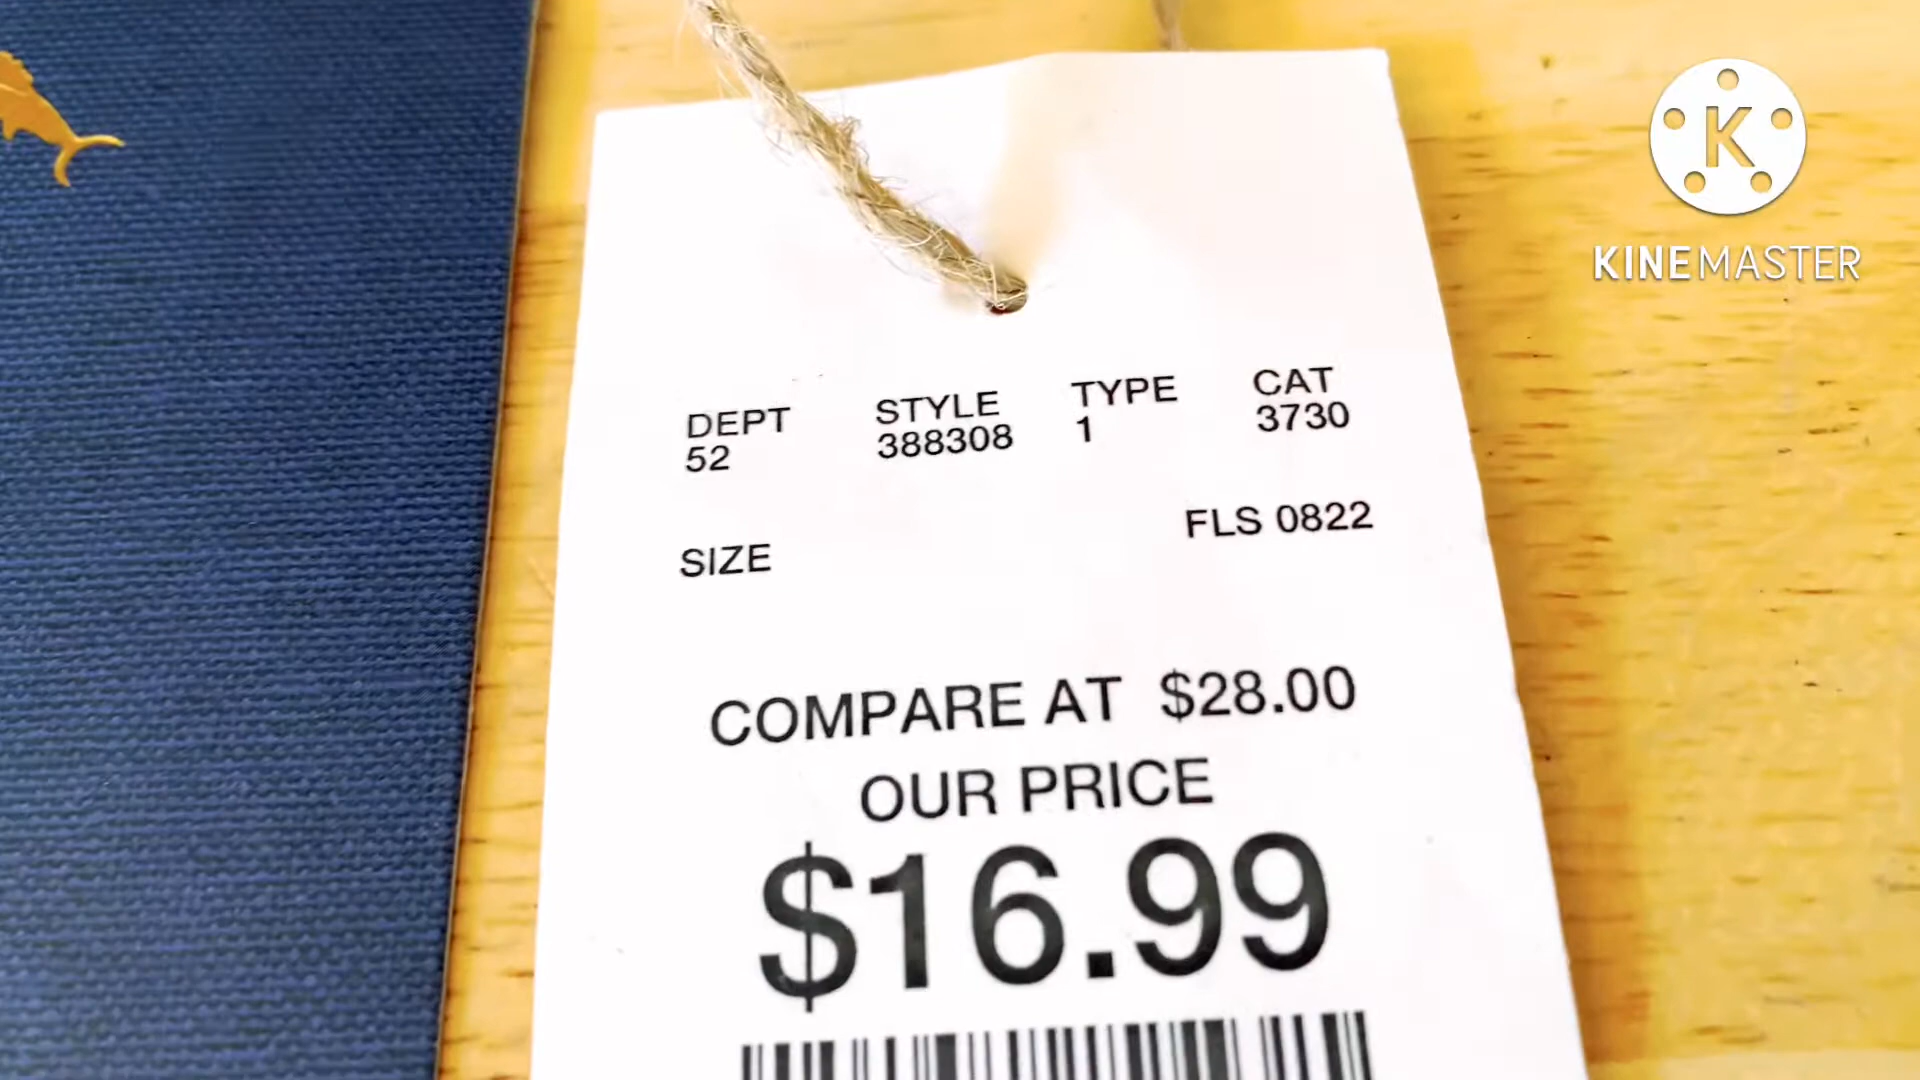 K
KINEMASTER
DEPT STYLE TYPE CAT
52 388308 1 3730
FLS 0822
SIZE
COMPARE AT $28.00
OUR PRICE
$16.99